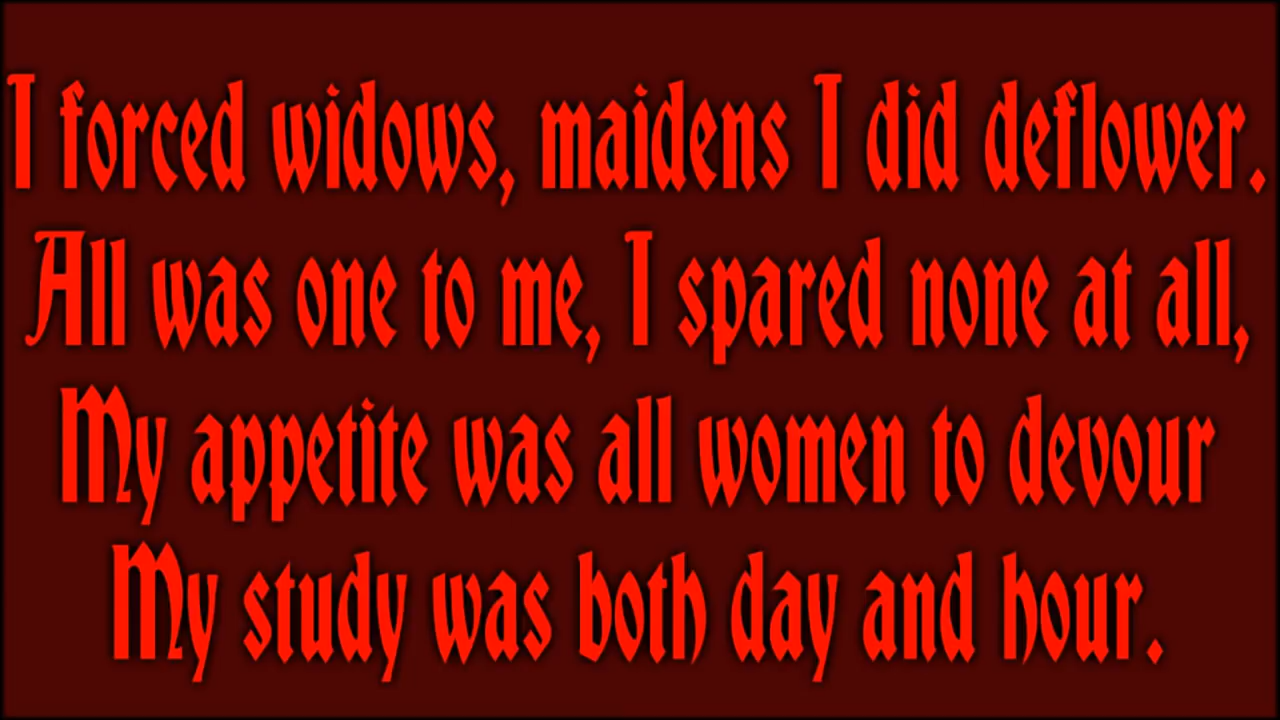 I forced widows, maidens I did deflower.
All was one to me, I spared none at all,
My appetite was all women to devour
My study was both day and hour.